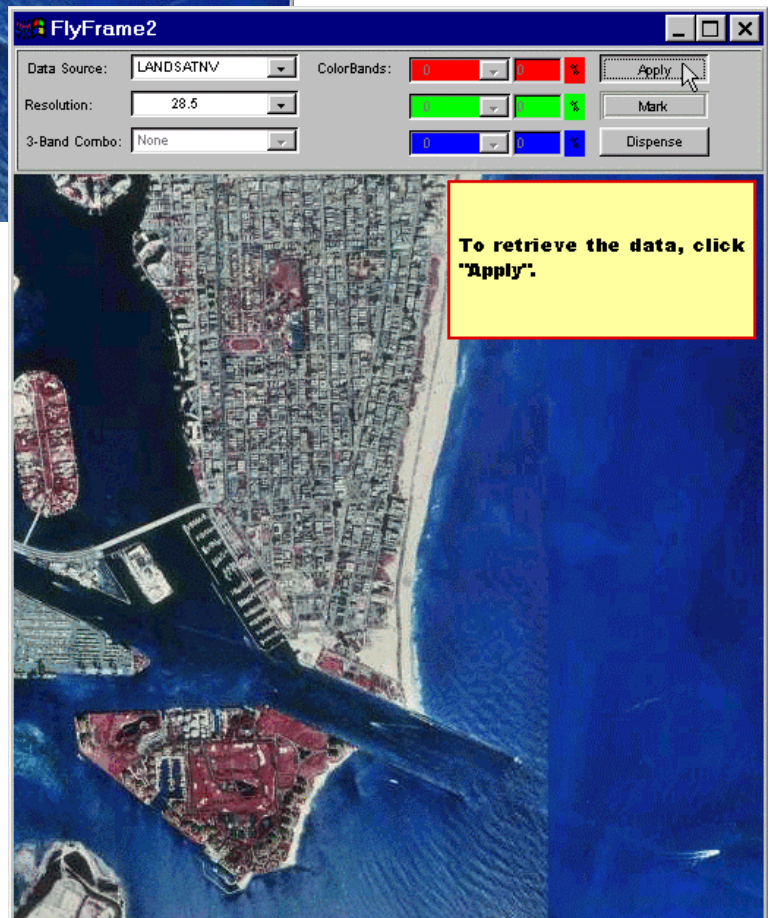 FlyFrame2
Data Source: LANDSATNV ColorBands: 0 0 % Apply
Resolution: 28.5 0 0 % Mark
3-Band Combo: None 0 0 % Dispense
To retrieve the data, click
"Apply".